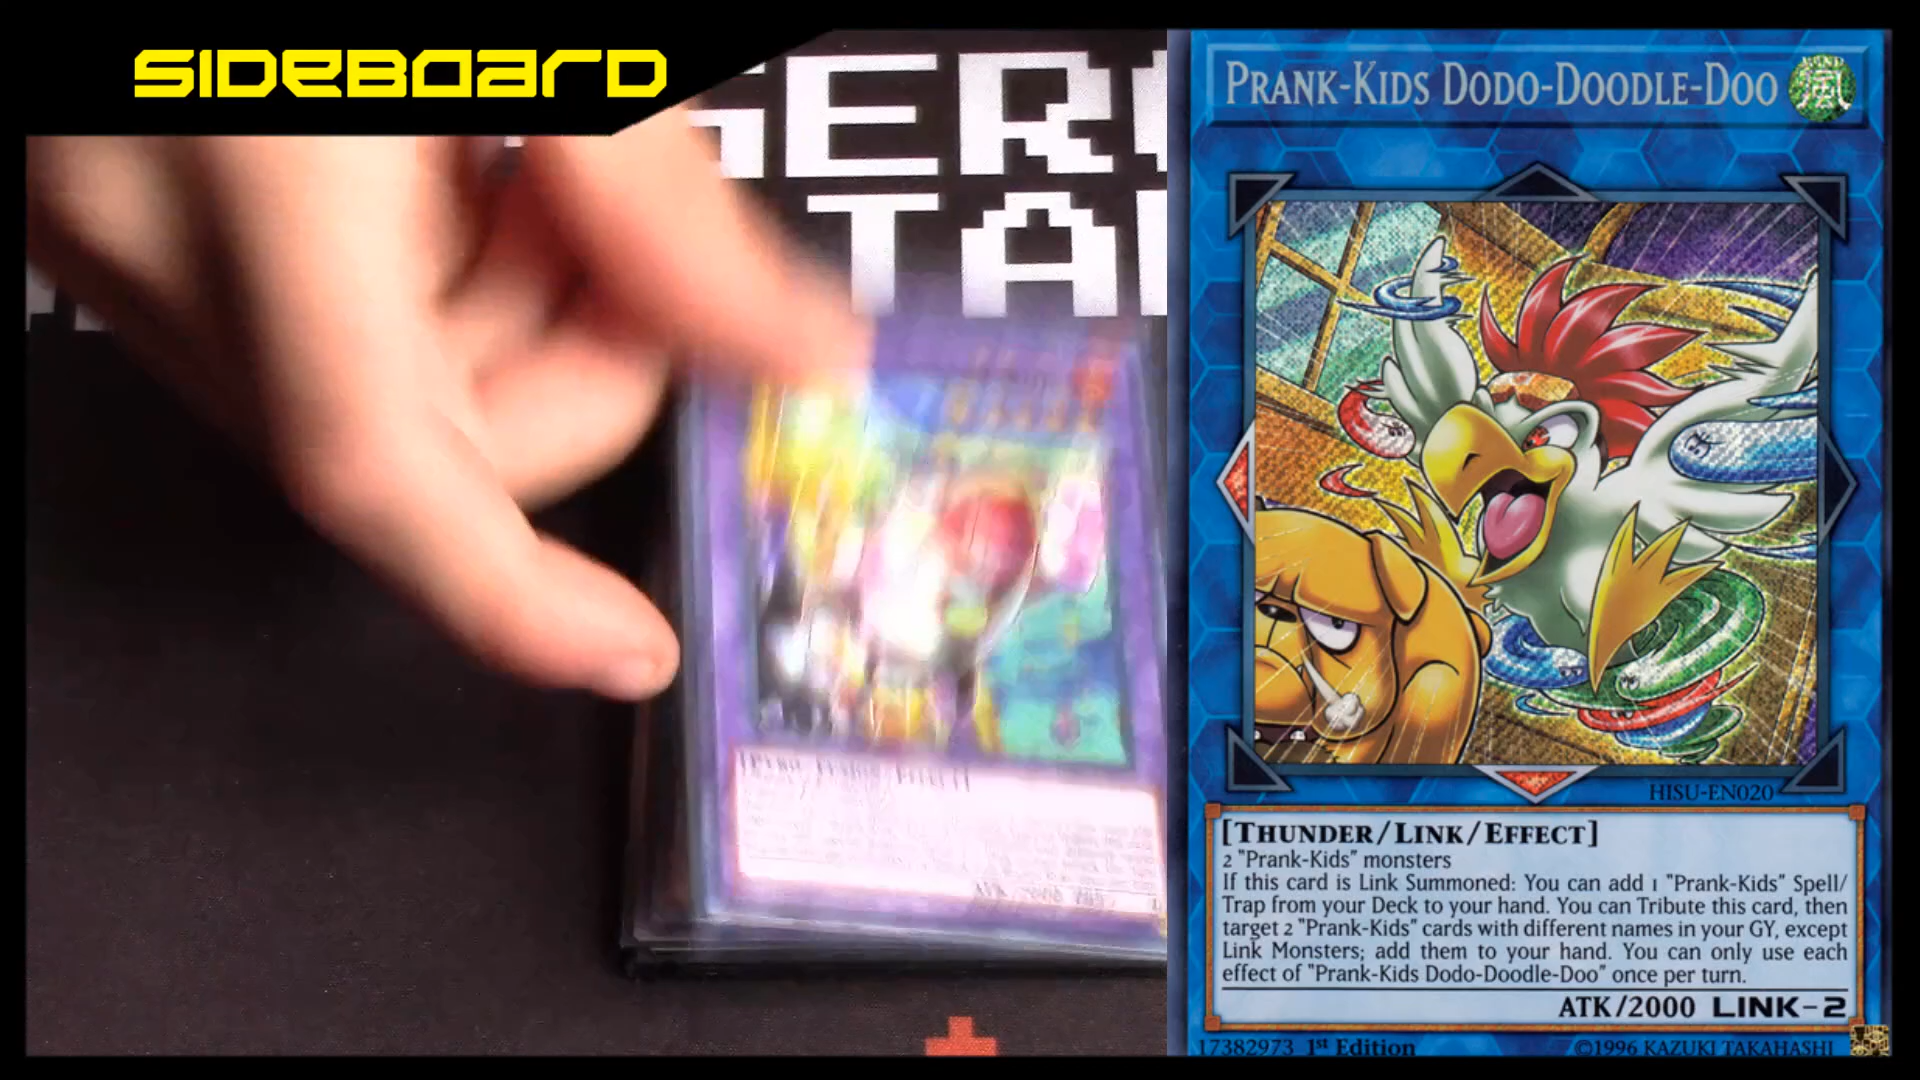 SIDEBOARD
SER
TA
PRANK-KIDS DODO-DOODLE-DOO
WIND
風
HISU-EN020
[THUNDER/LINK/EFFECT]
2 "Prank-Kids" monsters
If this card is Link Summoned: You can add 1 "Prank-Kids" Spell/
Trap from your Deck to your hand. You can Tribute this card, then
target 2 "Prank-Kids" cards with different names in your GY, except
Link Monsters; add them to your hand. You can only use each
effect of "Prank-Kids Dodo-Doodle-Doo" once per turn.
ATK/2000 LINK-2
17382973 1st Edition ©1996 KAZUKI TAKAHASHI